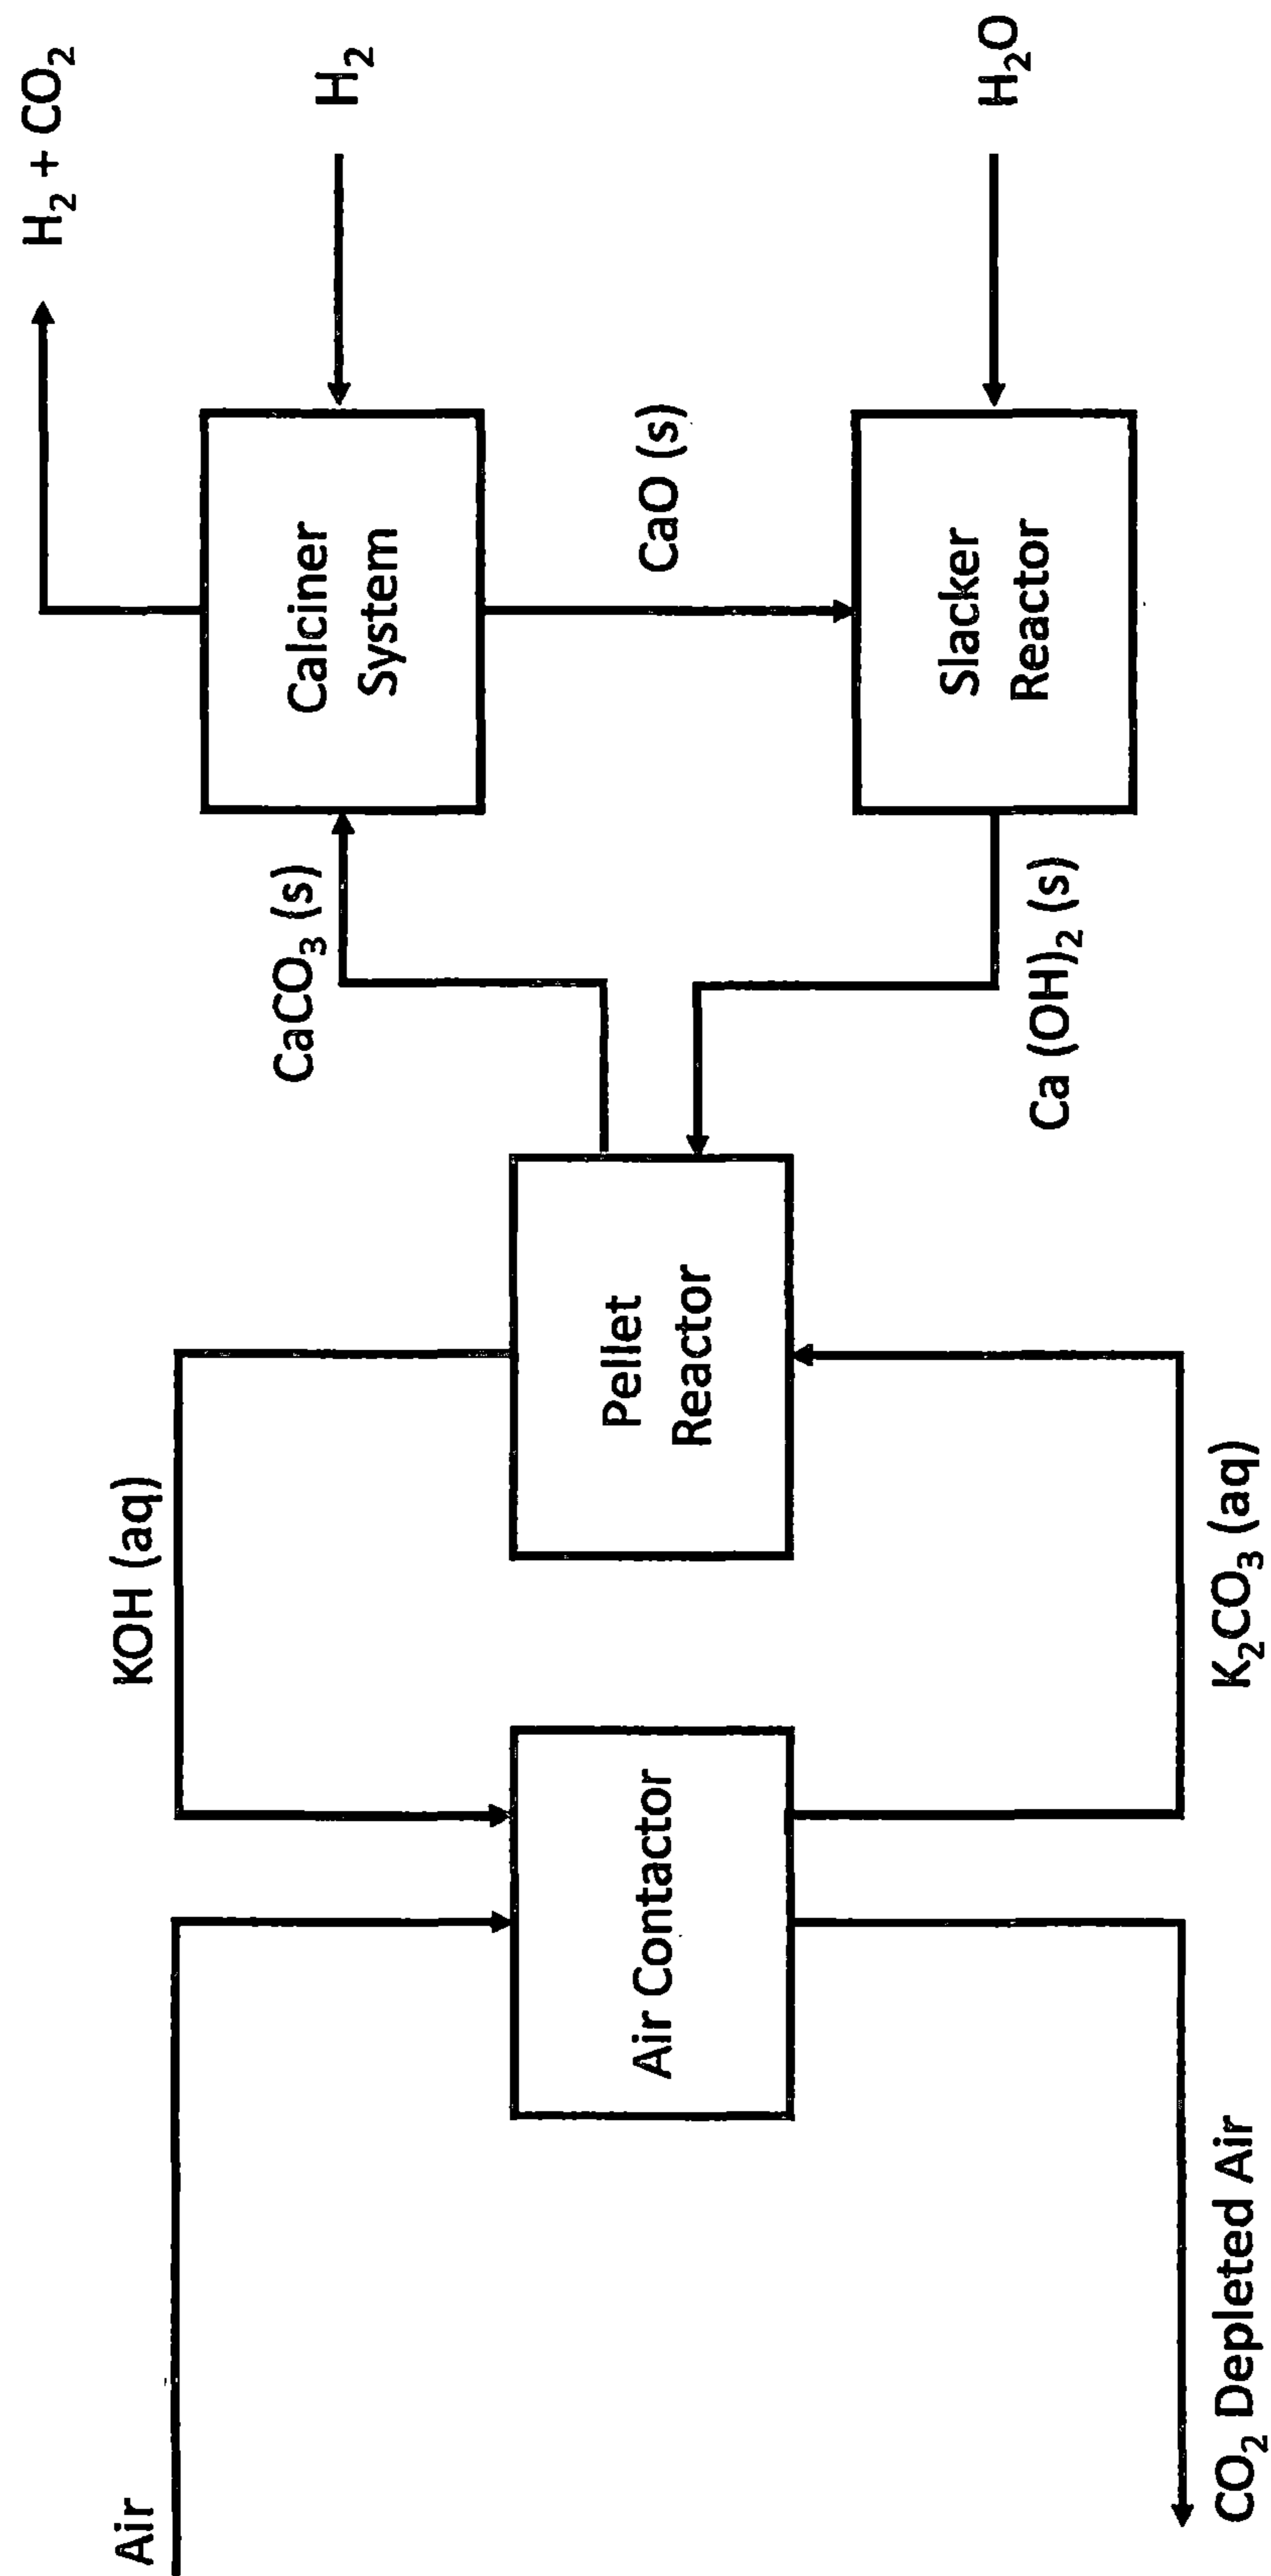 Air
CO₂ Depleted Air
Air Contactor
KOH (aq)
K₂CO₃ (aq)
Pellet
Reactor
CaCO₃ (s)
Ca (OH)₂ (s)
Calciner
System
CaO (s)
Slacker
Reactor
H₂ + CO₂
H₂
H₂O